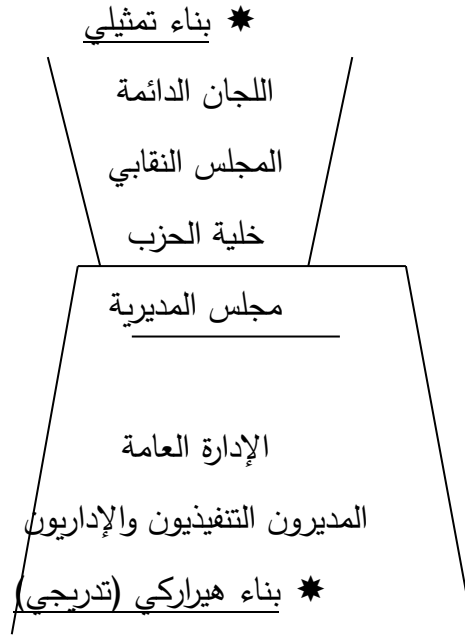 ✷ بناء تمثيلي
اللجان الدائمة
المجلس النقابي
خلية الحزب
مجلس المديرية
الإدارة العامة
المديرون التنفيذيون والإداريون
✷ بناء هيراركي (تدريجي)